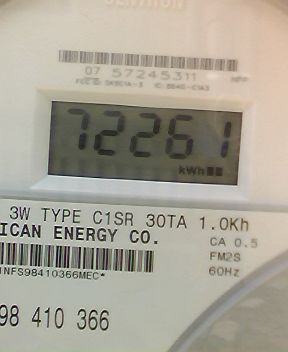 CENTRON
07 57245311
72261
kWh
3W TYPE C1SR 30TA 1.0Kh
ICAN ENERGY CO.
CA 0.5
FM2S
60Hz
INFS98410366MEC*
98 410 366